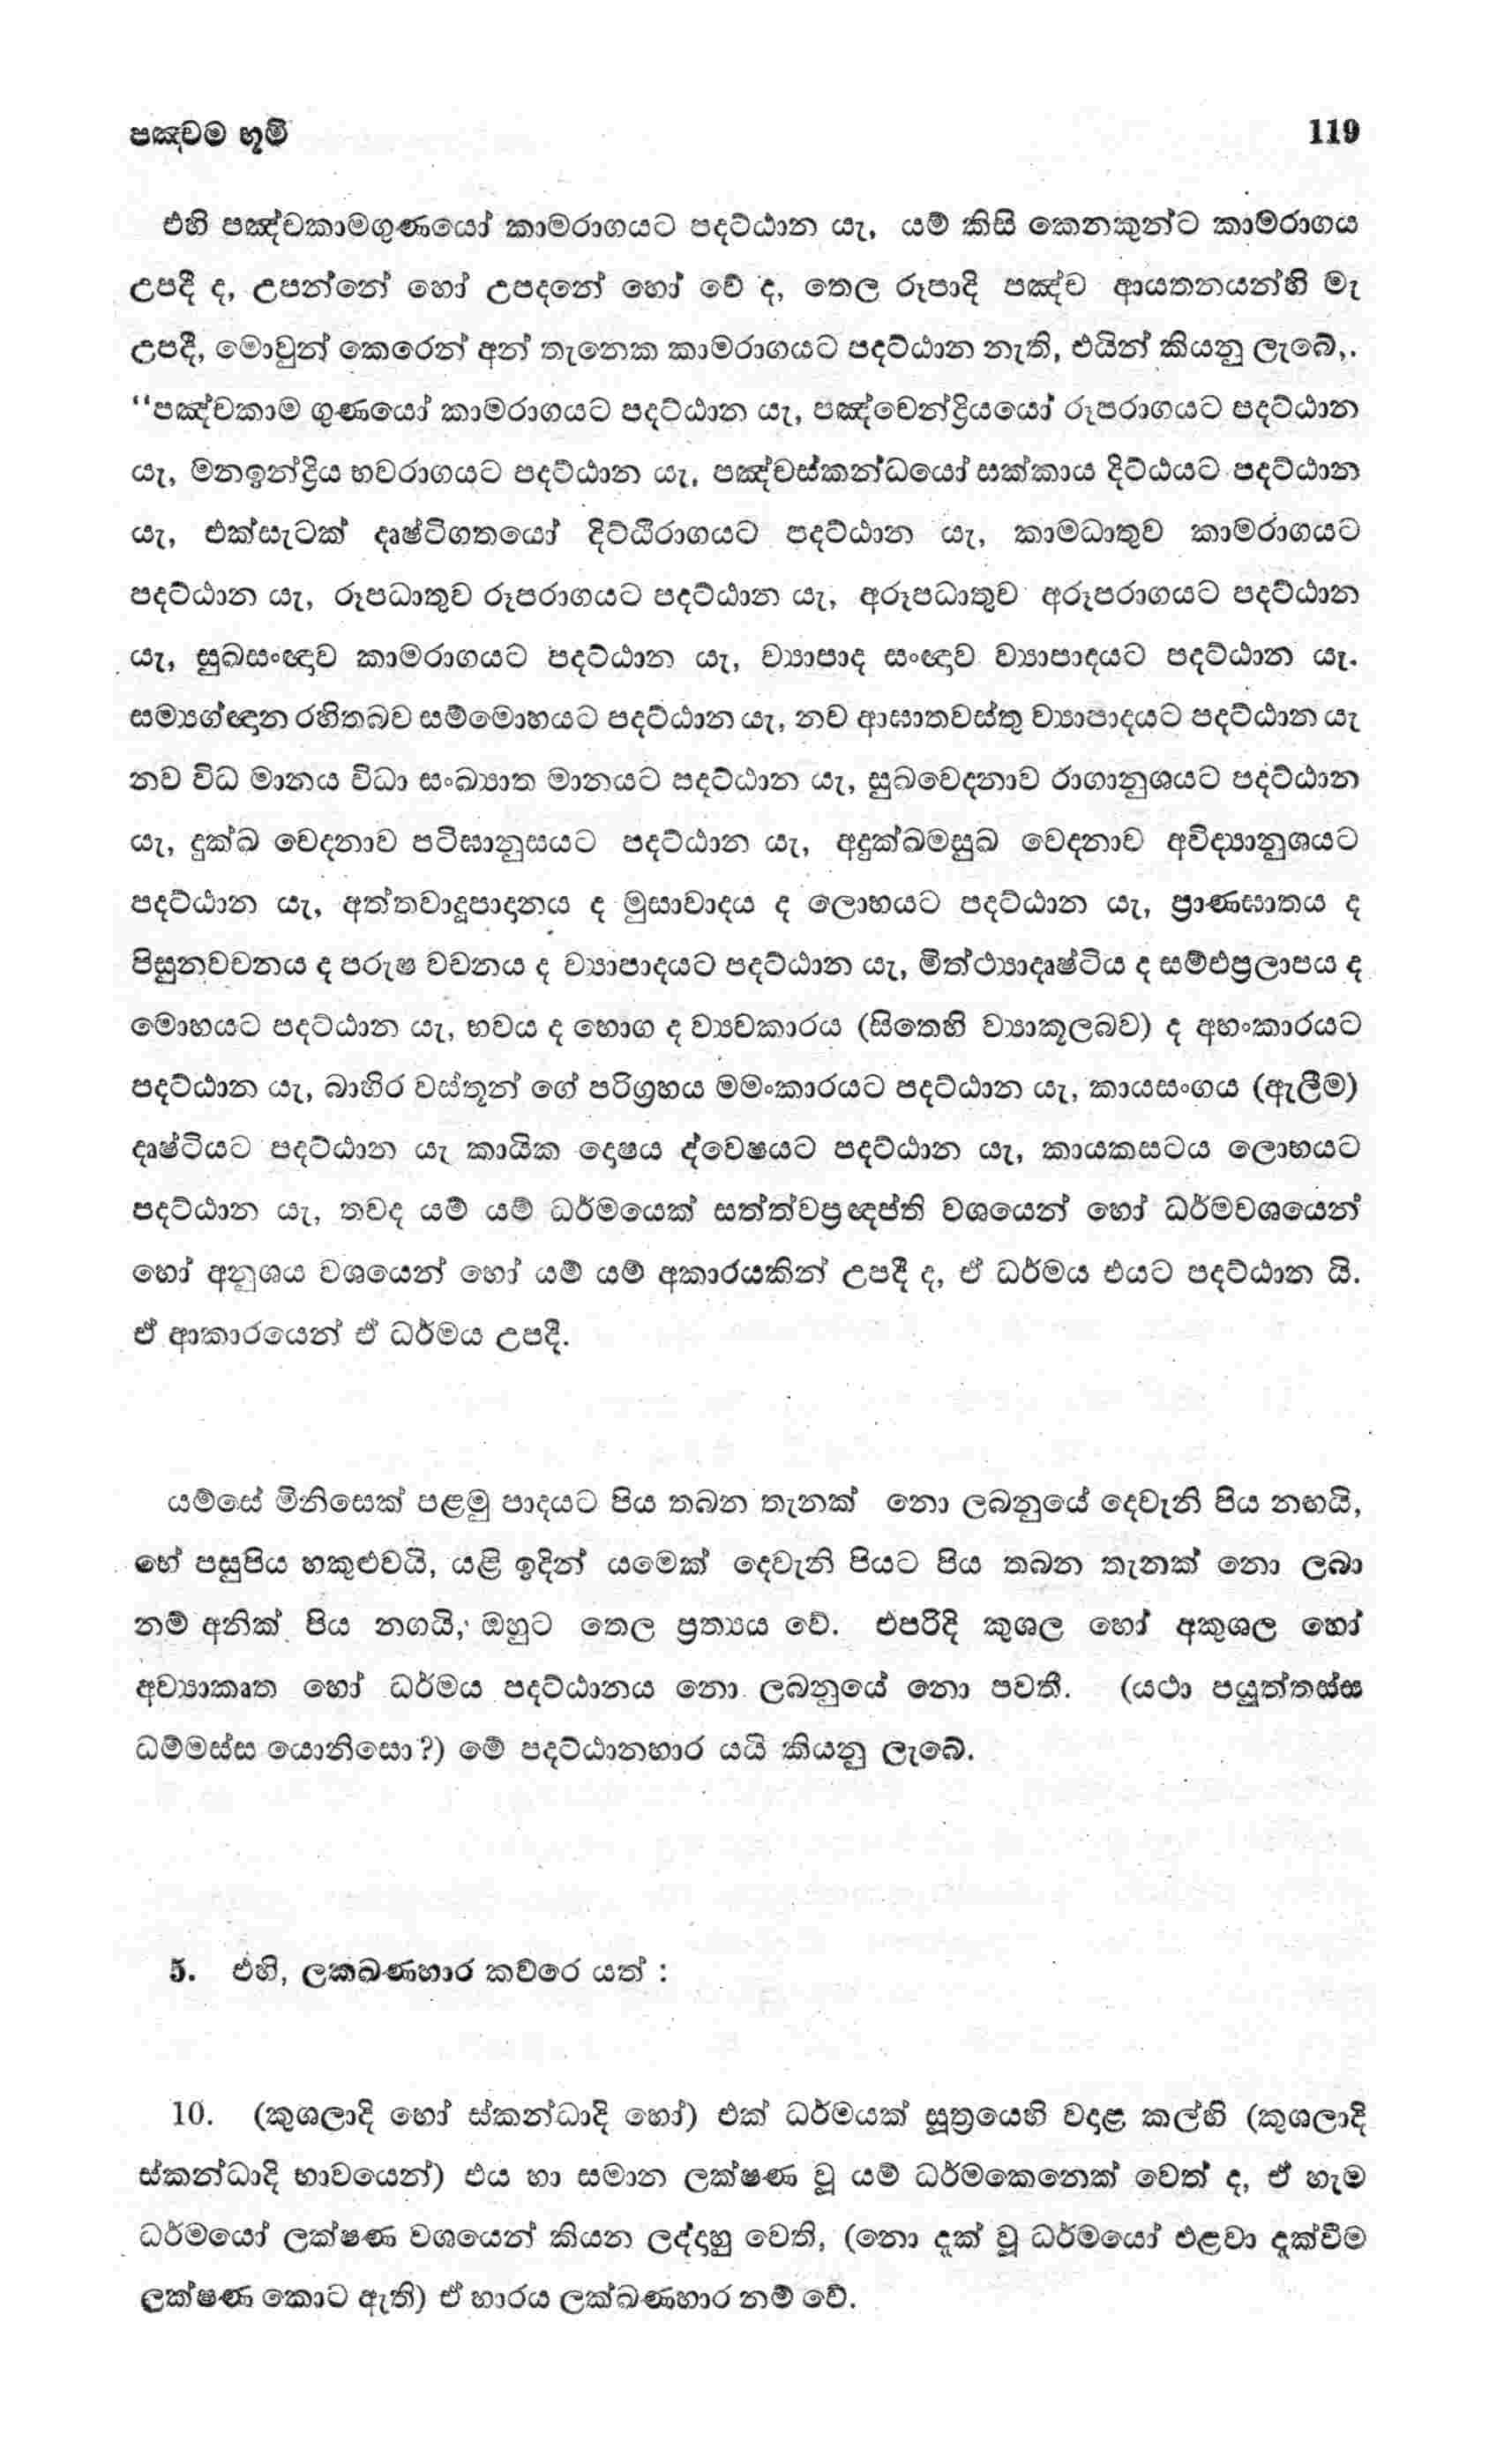 පඤ්චම භූමි 119
එහි පඤ්චකාමගුණයෝ කාමරාගයට පදට්ඨාන යැ, යම් කිසි කෙනකුන්ට කාමරාගය
උපදී ද, උපන්නේ හෝ උපදනේ හෝ වේ ද, තෙල රූපාදි පඤ්ච ආයතනයන්හි මැ
උපදී, මොවුන් කෙරෙන් අන් තැනෙක කාමරාගයට පදට්ඨාන නැති, එයින් කියනු ලැබේ,.
“පඤ්චකාම ගුණයෝ කාමරාගයට පදට්ඨාන යැ, පඤ්චෙන්ද්‍රියයෝ රූපරාගයට පදට්ඨාන
යැ, මනඉන්ද්‍රිය භවරාගයට පදට්ඨාන යැ, පඤ්චස්කන්ධයෝ සක්කාය දිට්ඨයට පදට්ඨාන
යැ, එක්සැටක් දෘෂ්ටිගතයෝ දිට්ඨිරාගයට පදට්ඨාන යැ, කාමධාතුව කාමරාගයට
පදට්ඨාන යැ, රූපධාතුව රූපරාගයට පදට්ඨාන යැ, අරූපධාතුව අරූපරාගයට පදට්ඨාන
යැ, සුඛසංඥාව කාමරාගයට පදට්ඨාන යැ, ව්‍යාපාද සංඥාව ව්‍යාපාදයට පදට්ඨාන යැ.
සම්‍යග්ඥාන රහිතබව සම්මොහයට පදට්ඨාන යැ, නව ආඝාතවස්තු ව්‍යාපාදයට පදට්ඨාන යැ
නව විධ මානය විධා සංඛ්‍යාත මානයට පදට්ඨාන යැ, සුඛවෙදනාව රාගානුශයට පදට්ඨාන
යැ, දුක්ඛ වෙදනාව පටිඝානුසයට පදට්ඨාන යැ, අදුක්ඛමසුඛ වෙදනාව අවිද්‍යානුශයට
පදට්ඨාන යැ, අත්තවාදූපාදානය ද මුසාවාදය ද ලොභයට පදට්ඨාන යැ, ප්‍රාණඝාතය ද
පිසුනවචනය ද පරුෂ වචනය ද ව්‍යාපාදයට පදට්ඨාන යැ, මිත්ථ්‍යාදෘෂ්ටිය ද සම්ඵප්‍රලාපය ද
මොහයට පදට්ඨාන යැ, භවය ද භොග ද ව්‍යවකාරය (සිතෙහි ව්‍යාකූලබව) ද අහංකාරයට
පදට්ඨාන යැ, බාහිර වස්තූන් ගේ පරිග්‍රහය මමංකාරයට පදට්ඨාන යැ, කායසංගය (ඇලීම)
දෘෂ්ටියට පදට්ඨාන යැ කායික දොෂය ද්වෙෂයට පදට්ඨාන යැ, කායකසටය ලොභයට
පදට්ඨාන යැ, තවද යම් යම් ධර්මයෙක් සත්ත්වප්‍රඥප්ති වශයෙන් හෝ ධර්මවශයෙන්
හෝ අනුශය වශයෙන් හෝ යම් යම් අකාරයකින් උපදී ද, ඒ ධර්මය එයට පදට්ඨාන යි.
ඒ ආකාරයෙන් ඒ ධර්මය උපදී.
යම්සේ මිනිසෙක් පළමු පාදයට පිය තබන තැනක් නො ලබනුයේ දෙවැනි පිය නඟයි,
හේ පසුපිය හකුළුවයි, යළි ඉදින් යමෙක් දෙවැනි පියට පිය තබන තැනක් නො ලබා
නම් අනික් පිය නගයි, ඔහුට තෙල ප්‍රත්‍යය වේ. එපරිදි කුශල හෝ අකුශල හෝ
අව්‍යාකෘත හෝ ධර්මය පදට්ඨානය නො ලබනුයේ නො පවතී. (යථා පයුත්තස්ස
ධම්මස්ස යොනිසො?) මේ පදට්ඨානහාර යයි කියනු ලැබේ.
5. එහි, ලක්ඛණහාර කවරෙ යත් :
10. (කුශලාදි හෝ ස්කන්ධාදි හෝ) එක් ධර්මයක් සූත්‍රයෙහි වදාළ කල්හි (කුශලාදි
ස්කන්ධාදි භාවයෙන්) එය හා සමාන ලක්ෂණ වූ යම් ධර්මකෙනෙක් වෙත් ද, ඒ හැම
ධර්මයෝ ලක්ෂණ වශයෙන් කියන ලද්දාහු වෙති, (නො දැක් වූ ධර්මයෝ එළවා දැක්වීම
ලක්ෂණ කොට ඇති) ඒ හාරය ලක්ඛණහාර නම් වේ.